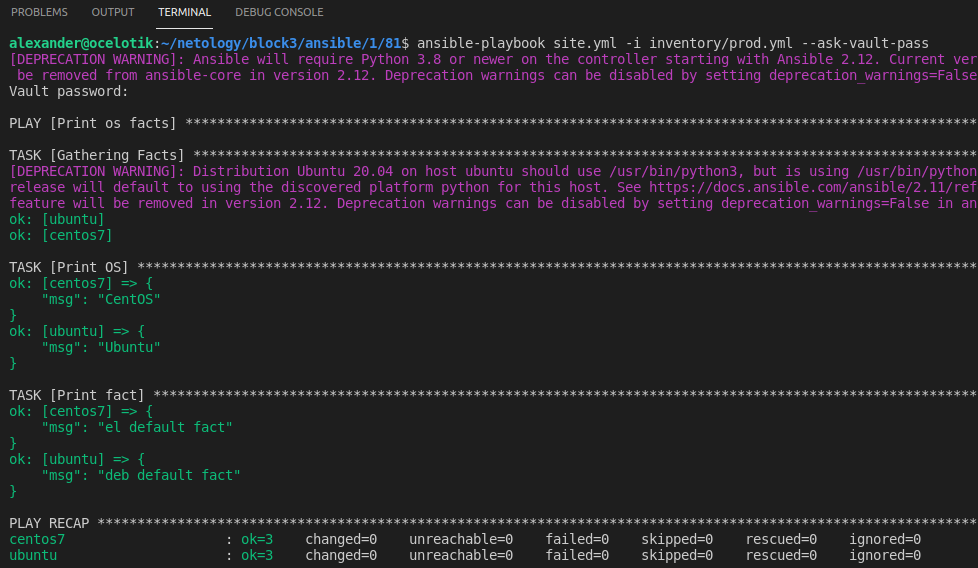 PROBLEMS OUTPUT TERMINAL DEBUG CONSOLE
alexander@ocelotik:~/netology/block3/ansible/1/81$ ansible-playbook site.yml -i inventory/prod.yml --ask-vault-pass
[DEPRECATION WARNING]: Ansible will require Python 3.8 or newer on the controller starting with Ansible 2.12. Current ver
be removed from ansible-core in version 2.12. Deprecation warnings can be disabled by setting deprecation_warnings=False
Vault password:
PLAY [Print os facts] ***************************************************************************************************
TASK [Gathering Facts] **************************************************************************************************
[DEPRECATION WARNING]: Distribution Ubuntu 20.04 on host ubuntu should use /usr/bin/python3, but is using /usr/bin/python
release will default to using the discovered platform python for this host. See https://docs.ansible.com/ansible/2.11/ref
feature will be removed in version 2.12. Deprecation warnings can be disabled by setting deprecation_warnings=False in an
ok: [ubuntu]
ok: [centos7]
TASK [Print OS] *********************************************************************************************************
ok: [centos7] => {
"msg": "CentOS"
}
ok: [ubuntu] => {
"msg": "Ubuntu"
}
TASK [Print fact] *******************************************************************************************************
ok: [centos7] => {
"msg": "el default fact"
}
ok: [ubuntu] => {
"msg": "deb default fact"
}
PLAY RECAP **************************************************************************************************************
centos7 : ok=3 changed=0 unreachable=0 failed=0 skipped=0 rescued=0 ignored=0
ubuntu : ok=3 changed=0 unreachable=0 failed=0 skipped=0 rescued=0 ignored=0